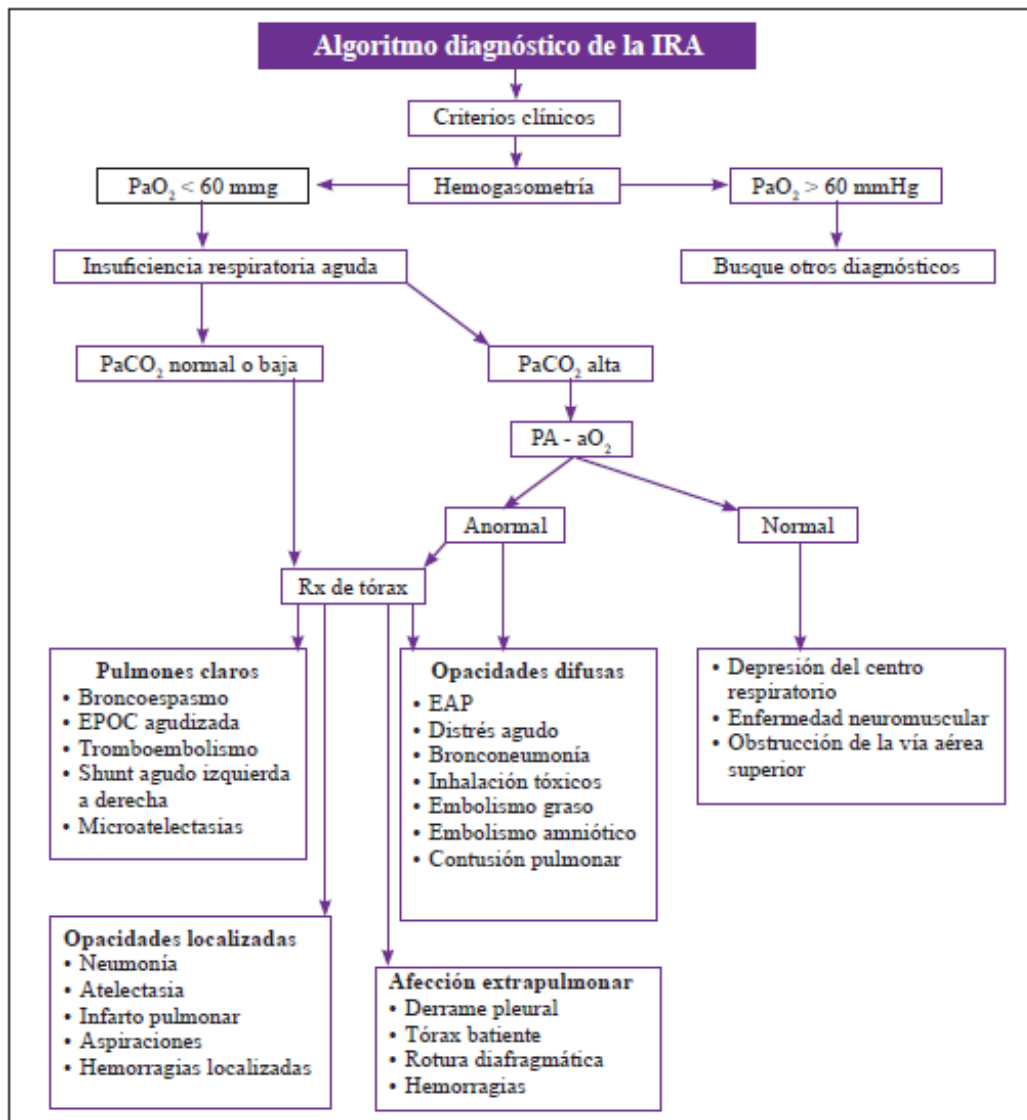 Algoritmo diagnóstico de la IRA
Criterios clínicos
PaO₂ < 60 mmg
Hemogasometría
PaO₂ > 60 mmHg
Insuficiencia respiratoria aguda
Busque otros diagnósticos
PaCO₂ normal o baja
PaCO₂ alta
PA - aO₂
Anormal
Normal
Rx de tórax
Pulmones claros
• Broncoespasmo
• EPOC agudizada
• Tromboembolismo
• Shunt agudo izquierda
a derecha
• Microatelectasias
Opacidades difusas
• EAP
• Distrés agudo
• Bronconeumonía
• Inhalación tóxicos
• Embolismo graso
• Embolismo amniótico
• Contusión pulmonar
• Depresión del centro
respiratorio
• Enfermedad neuromuscular
• Obstrucción de la vía aérea
superior
Opacidades localizadas
• Neumonía
• Atelectasia
• Infarto pulmonar
• Aspiraciones
• Hemorragias localizadas
Afección extrapulmonar
• Derrame pleural
• Tórax batiente
• Rotura diafragmática
• Hemorragias